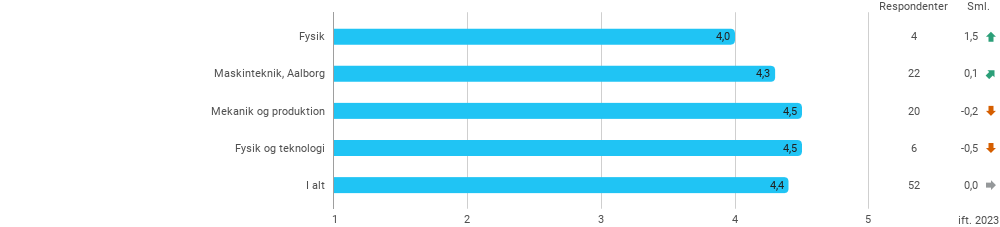 Respondenter Sml.
Fysik 4,0 4 1,5
Maskinteknik, Aalborg 4,3 22 0,1
Mekanik og produktion 4,5 20 -0,2
Fysik og teknologi 4,5 6 -0,5
I alt 4,4 52 0,0
1 2 3 4 5 ift. 2023